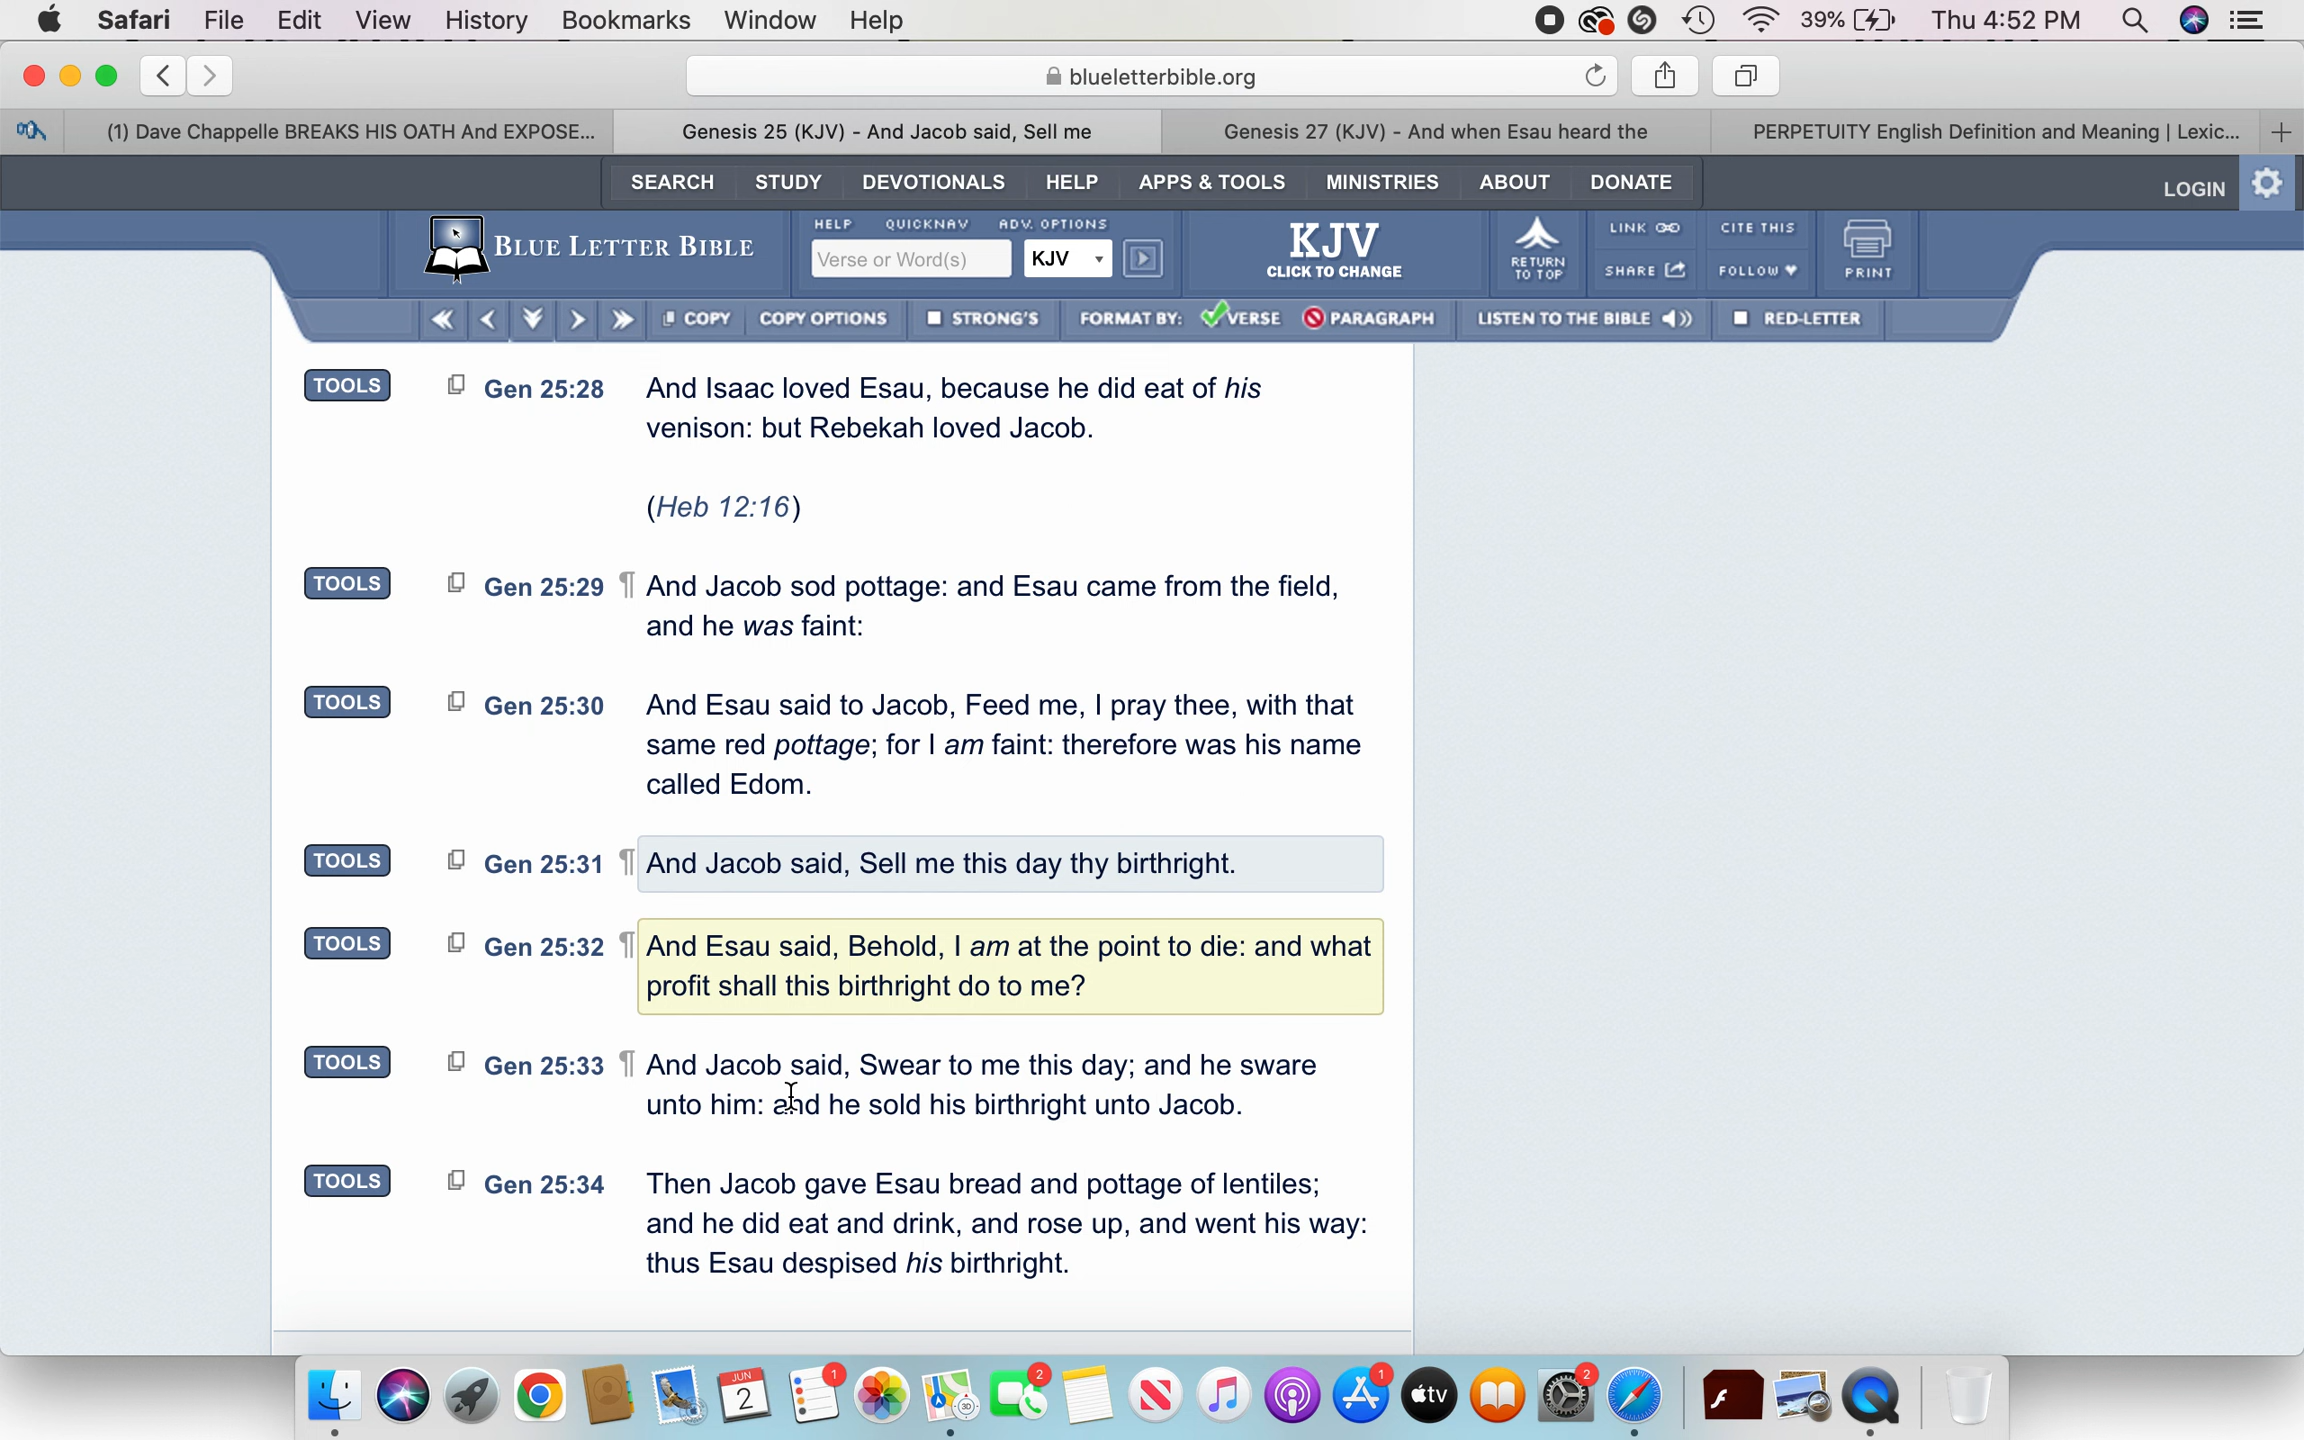 Safari File Edit View History Bookmarks Window Help 39% Thu 4:52 PM
blueletterbible.org
(1) Dave Chappelle BREAKS HIS OATH And EXPOSE... Genesis 25 (KJV) - And Jacob said, Sell me Genesis 27 (KJV) - And when Esau heard the PERPETUITY English Definition and Meaning | Lexic...
SEARCH STUDY DEVOTIONALS HELP APPS & TOOLS MINISTRIES ABOUT DONATE LOGIN
HELP QUICKNAV ADV. OPTIONS
BLUE LETTER BIBLE
Verse or Word(s) KJV
KJV
CLICK TO CHANGE
RETURN
TO TOP
LINK CITE THIS
SHARE FOLLOW
PRINT
COPY COPY OPTIONS STRONG'S FORMAT BY: VERSE PARAGRAPH LISTEN TO THE BIBLE RED-LETTER
TOOLS Gen 25:28 And Isaac loved Esau, because he did eat of his
venison: but Rebekah loved Jacob.
(Heb 12:16)
TOOLS Gen 25:29 ¶ And Jacob sod pottage: and Esau came from the field,
and he was faint:
TOOLS Gen 25:30 And Esau said to Jacob, Feed me, I pray thee, with that
same red pottage; for I am faint: therefore was his name
called Edom.
TOOLS Gen 25:31 ¶ And Jacob said, Sell me this day thy birthright.
TOOLS Gen 25:32 ¶ And Esau said, Behold, I am at the point to die: and what
profit shall this birthright do to me?
TOOLS Gen 25:33 ¶ And Jacob said, Swear to me this day; and he sware
unto him: and he sold his birthright unto Jacob.
TOOLS Gen 25:34 Then Jacob gave Esau bread and pottage of lentiles;
and he did eat and drink, and rose up, and went his way:
thus Esau despised his birthright.
JUN
2
1
3D
2
1
tv
2